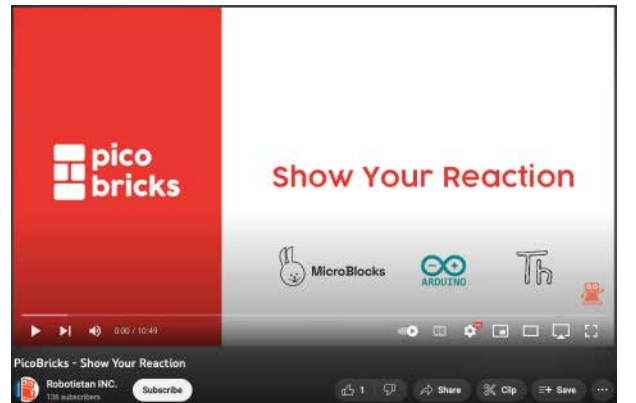 pico
bricks
Show Your Reaction
MicroBlocks
ARDUINO
Th
0:00 / 10:49
PicoBricks - Show Your Reaction
Robotistan INC.
136 subscribers
Subscribe
1
Share
Clip
Save